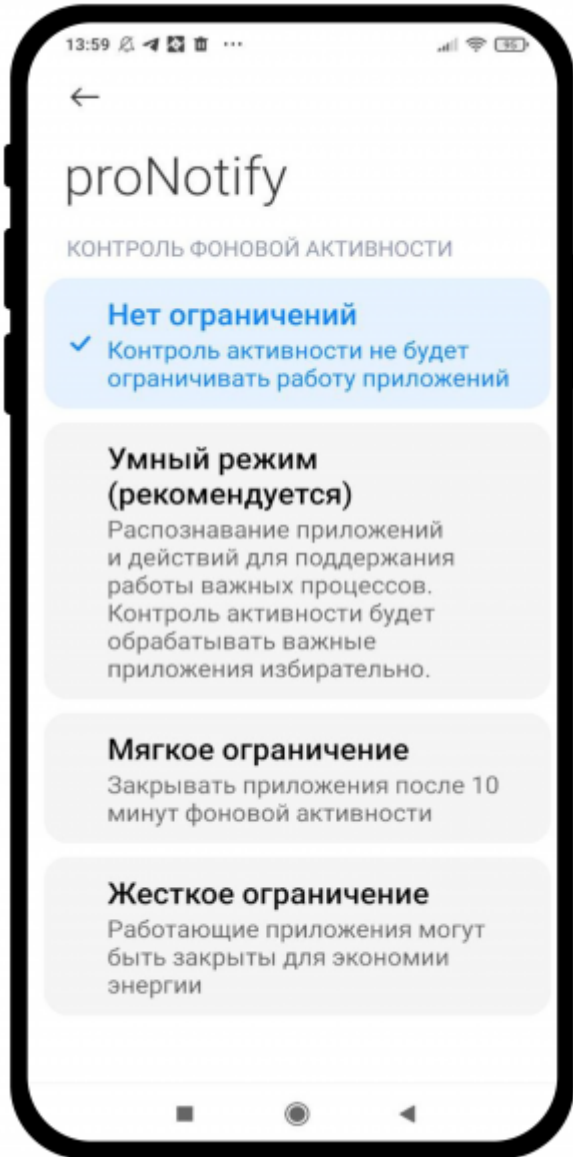 13:59
95
proNotify
КОНТРОЛЬ ФОНОВОЙ АКТИВНОСТИ
Нет ограничений
Контроль активности не будет
ограничивать работу приложений
Умный режим
(рекомендуется)
Распознавание приложений
и действий для поддержания
работы важных процессов.
Контроль активности будет
обрабатывать важные
приложения избирательно.
Мягкое ограничение
Закрывать приложения после 10
минут фоновой активности
Жесткое ограничение
Работающие приложения могут
быть закрыты для экономии
энергии